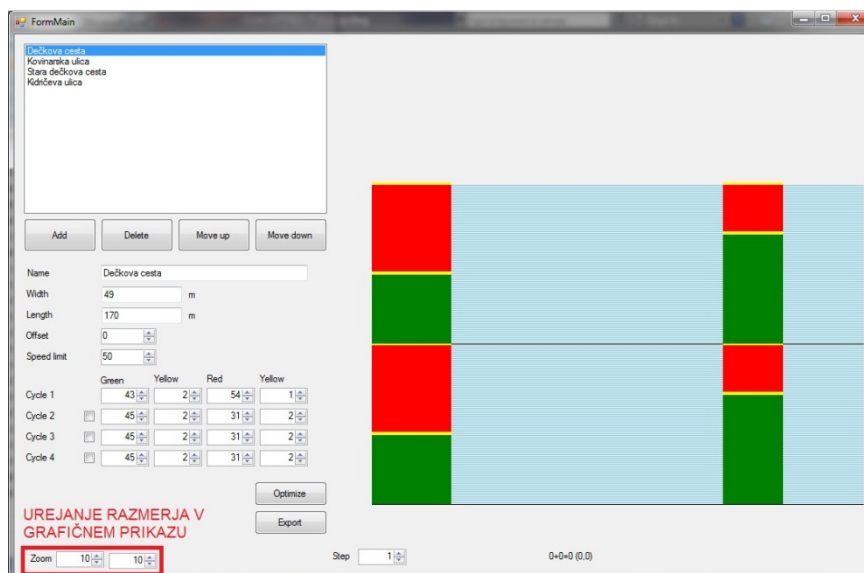 FormMain
Dečkova cesta
Kovinarska ulica
Stara dečkova cesta
Kidričeva ulica
Add Delete Move up Move down
Name Dečkova cesta
Width 49 m
Length 170 m
Offset 0
Speed limit 50
Green Yellow Red Yellow
Cycle 1 43 2 54 1
Cycle 2 45 2 31 2
Cycle 3 45 2 31 2
Cycle 4 45 2 31 2
Optimize
Export
UREJANJE RAZMERJA V
GRAFIČNEM PRIKAZU
Zoom 10 10 Step 1 0+0=0 (0,0)